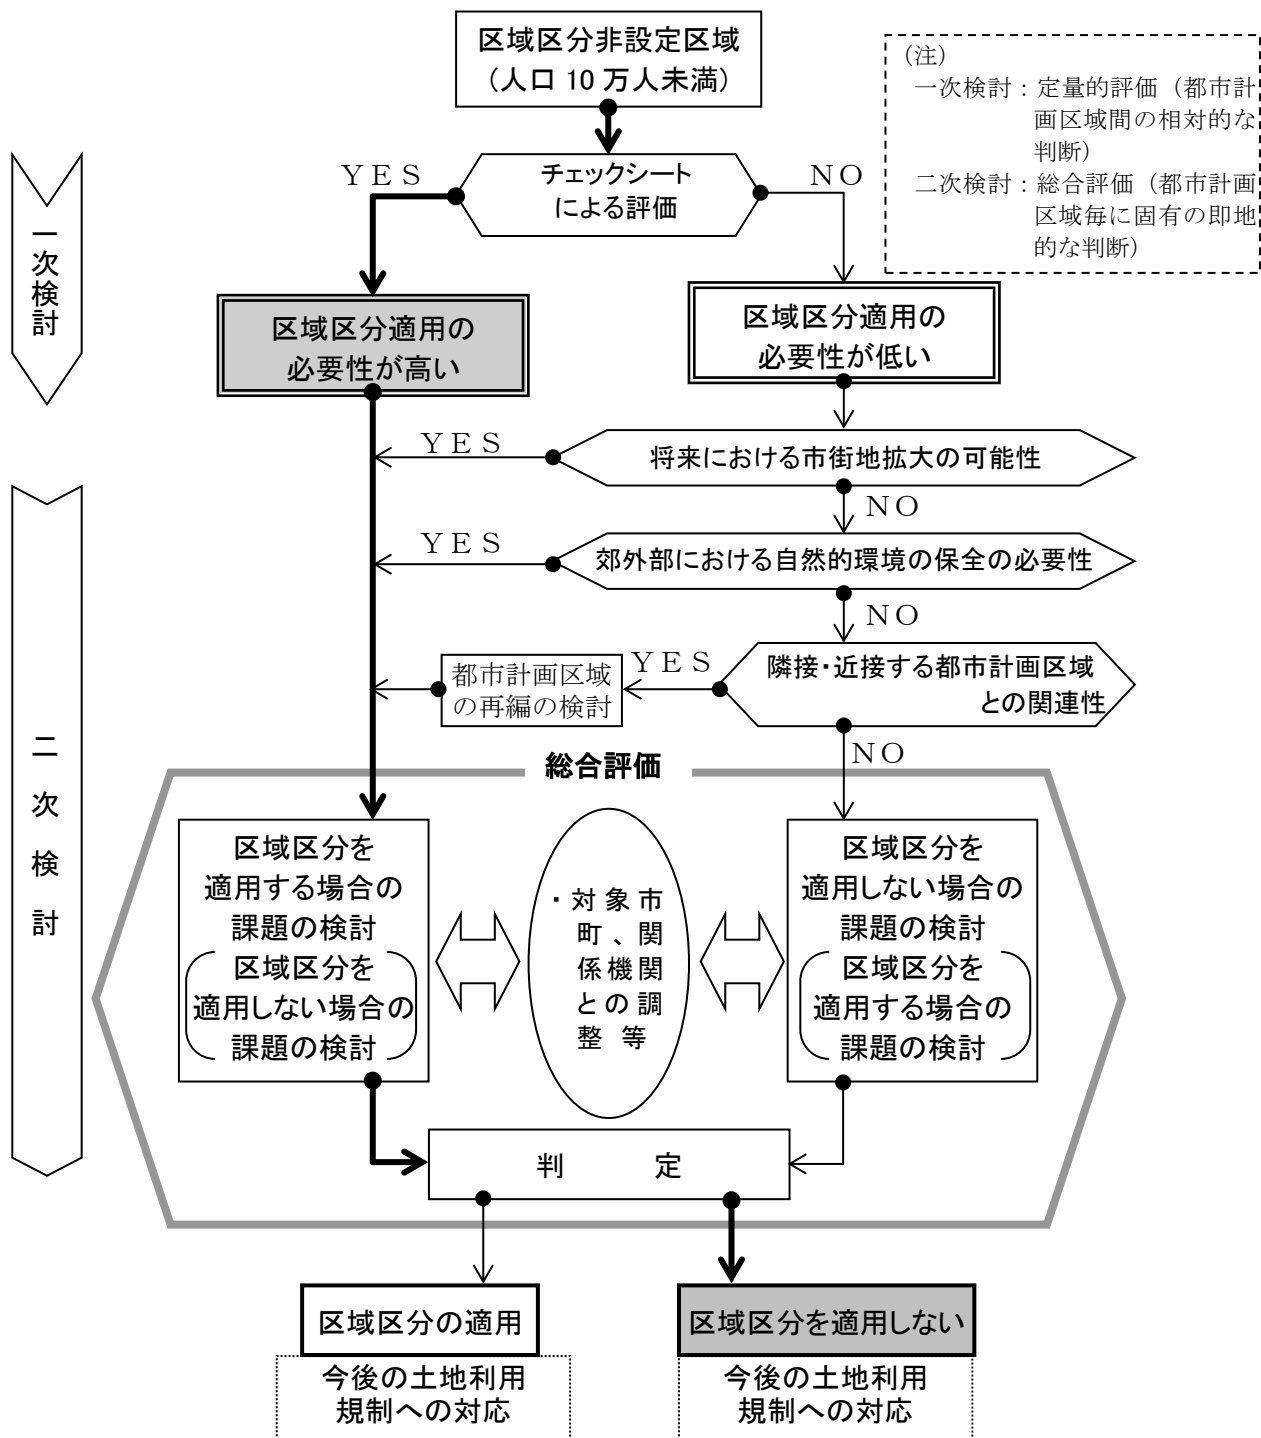 区域区分非設定区域
（人口 10 万人未満）
（注）
一次検討：定量的評価（都市計
画区域間の相対的な
判断）
二次検討：総合評価（都市計画
区域毎に固有の即地
的な判断）
ＹＥＳ
チェックシート
による評価
ＮＯ
一次検討
区域区分適用の
必要性が高い
区域区分適用の
必要性が低い
ＹＥＳ
将来における市街地拡大の可能性
ＮＯ
ＹＥＳ
郊外部における自然的環境の保全の必要性
ＮＯ
都市計画区域
の再編の検討
ＹＥＳ
隣接・近接する都市計画区域
との関連性
ＮＯ
二次検討
総合評価
区域区分を
適用する場合の
課題の検討
区域区分を
適用しない場合の
課題の検討
・対象市
町、関
係機関
との調
整等
区域区分を
適用しない場合の
課題の検討
区域区分を
適用する場合の
課題の検討
判　定
区域区分の適用
今後の土地利用
規制への対応
区域区分を適用しない
今後の土地利用
規制への対応